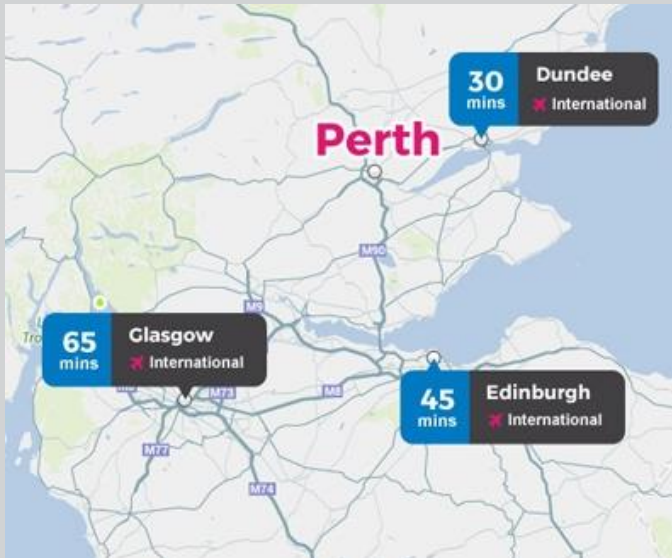 30
mins
Dundee
International
Perth
M90
M9
65
mins
Glasgow
International
M73
M8
45
mins
Edinburgh
International
M77
M74